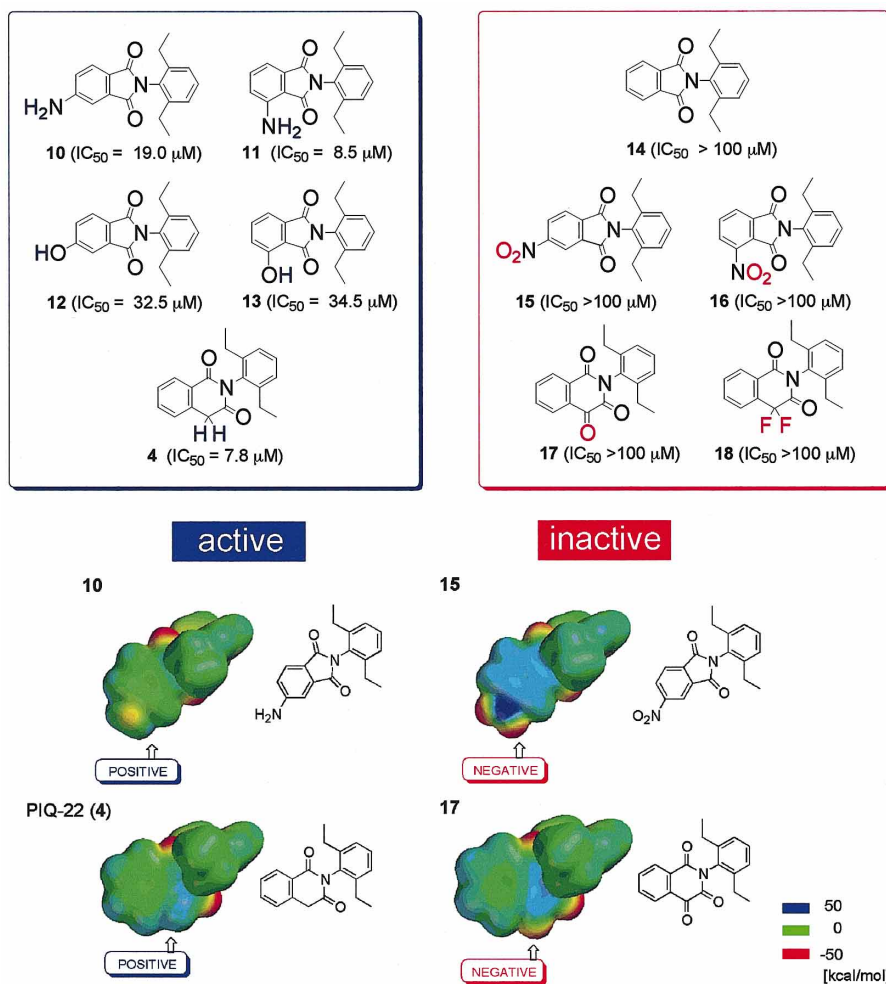 O
N
O
H₂N
10 (IC₅₀ = 19.0 µM)
O
N
O
NH₂
11 (IC₅₀ = 8.5 µM)
O
N
O
HO
12 (IC₅₀ = 32.5 µM)
O
N
O
OH
13 (IC₅₀ = 34.5 µM)
O
N
O
H H
4 (IC₅₀ = 7.8 µM)
O
N
O
14 (IC₅₀ > 100 µM)
O
N
O
O₂N
15 (IC₅₀ >100 µM)
O
N
O
NO₂
16 (IC₅₀ >100 µM)
O
N
O
O
17 (IC₅₀ >100 µM)
O
N
O
F F
18 (IC₅₀ >100 µM)
active
inactive
10
O
N
O
H₂N
POSITIVE
15
O
N
O
O₂N
NEGATIVE
PIQ-22 (4)
O
N
O
POSITIVE
17
O
N
O
O
NEGATIVE
50
0
-50
[kcal/mol]